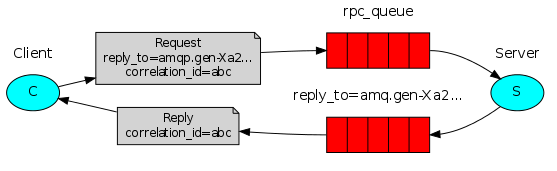 rpc_queue
Client
Request
reply_to=amqp.gen-Xa2...
correlation_id=abc
Server
C
S
reply_to=amq.gen-Xa2...
Reply
correlation_id=abc